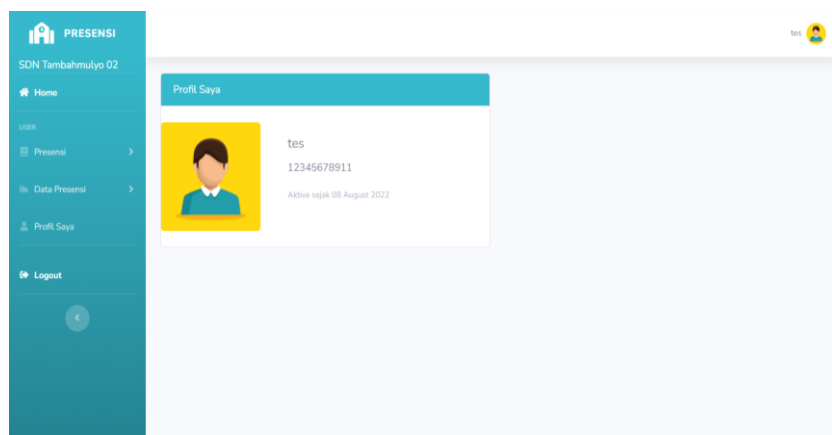 PRESENSI
SDN Tambahmulyo 02
Home
USER
Presensi
Data Presensi
Profil Saya
Logout
tes
Profil Saya
tes
12345678911
Aktive sejak 08 August 2022